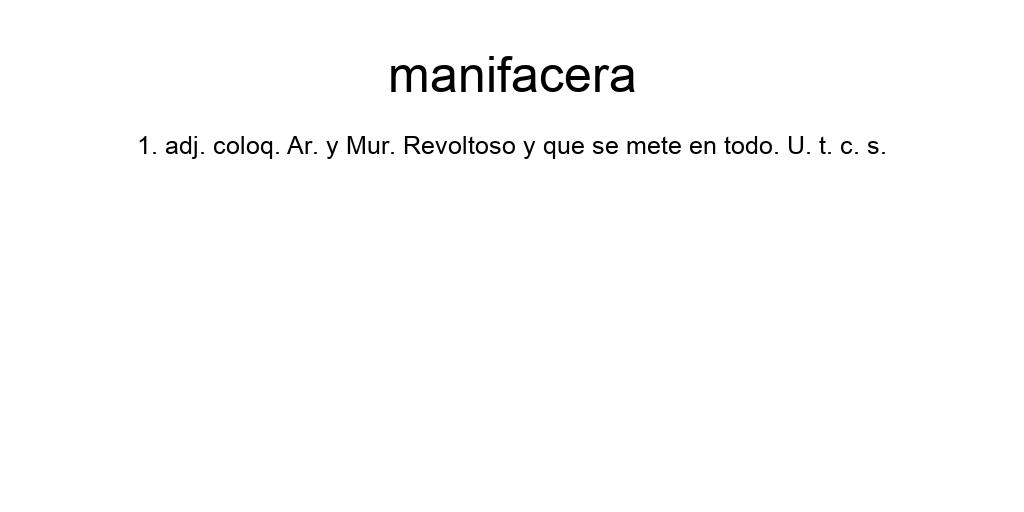 manifacera
1. adj. coloq. Ar. y Mur. Revoltoso y que se mete en todo. U. t. c. s.